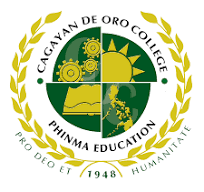 CAGAYAN DE ORO COLLEGE
PHINMA EDUCATION
PRO DEO ET HUMANITATE
1948